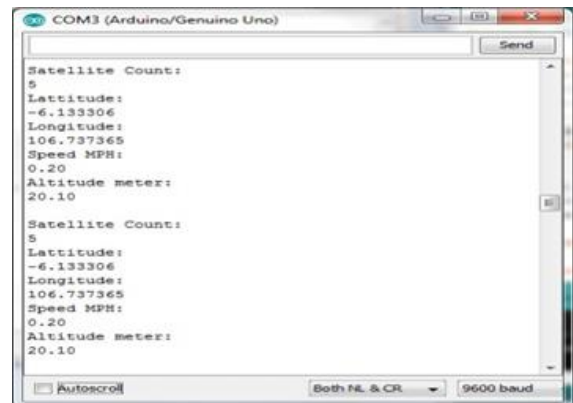 COM3 (Arduino/Genuino Uno)
Send
Satellite Count:
5
Lattitude:
-6.133306
Longitude:
106.737365
Speed MPH:
0.20
Altitude meter:
20.10
Satellite Count:
5
Lattitude:
-6.133306
Longitude:
106.737365
Speed MPH:
0.20
Altitude meter:
20.10
Autoscroll
Both NL & CR
9600 baud